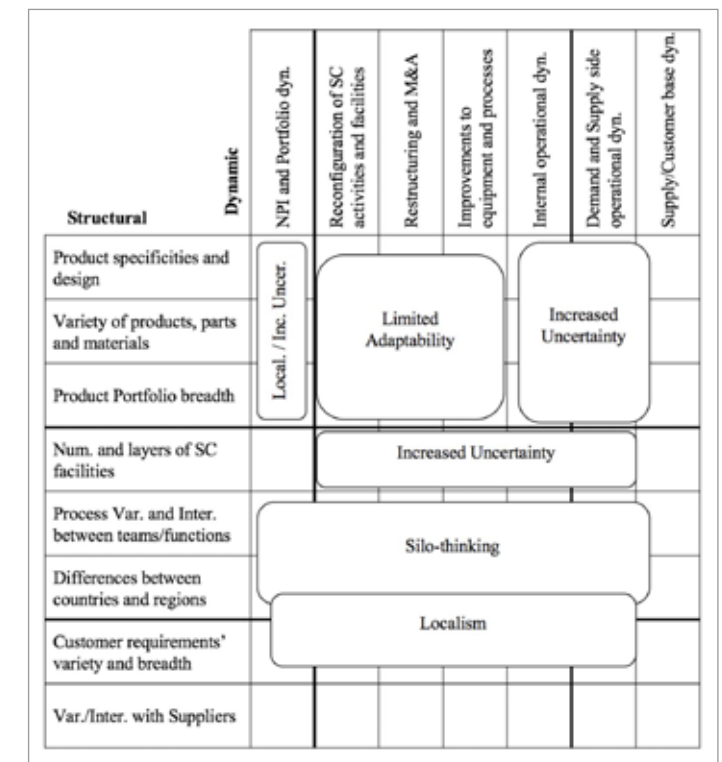 Structural
Dynamic
NPI and Portfolio dyn.
Reconfiguration of SC
activities and facilities
Restructuring and M&A
Improvements to
equipment and processes
Internal operational dyn.
Demand and Supply side
operational dyn.
Supply/Customer base dyn.
Product specificities and
design
Variety of products, parts
and materials
Product Portfolio breadth
Local. / Inc. Uncer.
Limited
Adaptability
Increased
Uncertainty
Num. and layers of SC
facilities
Increased Uncertainty
Process Var. and Inter.
between teams/functions
Silo-thinking
Differences between
countries and regions
Localism
Customer requirements'
variety and breadth
Var./Inter. with Suppliers